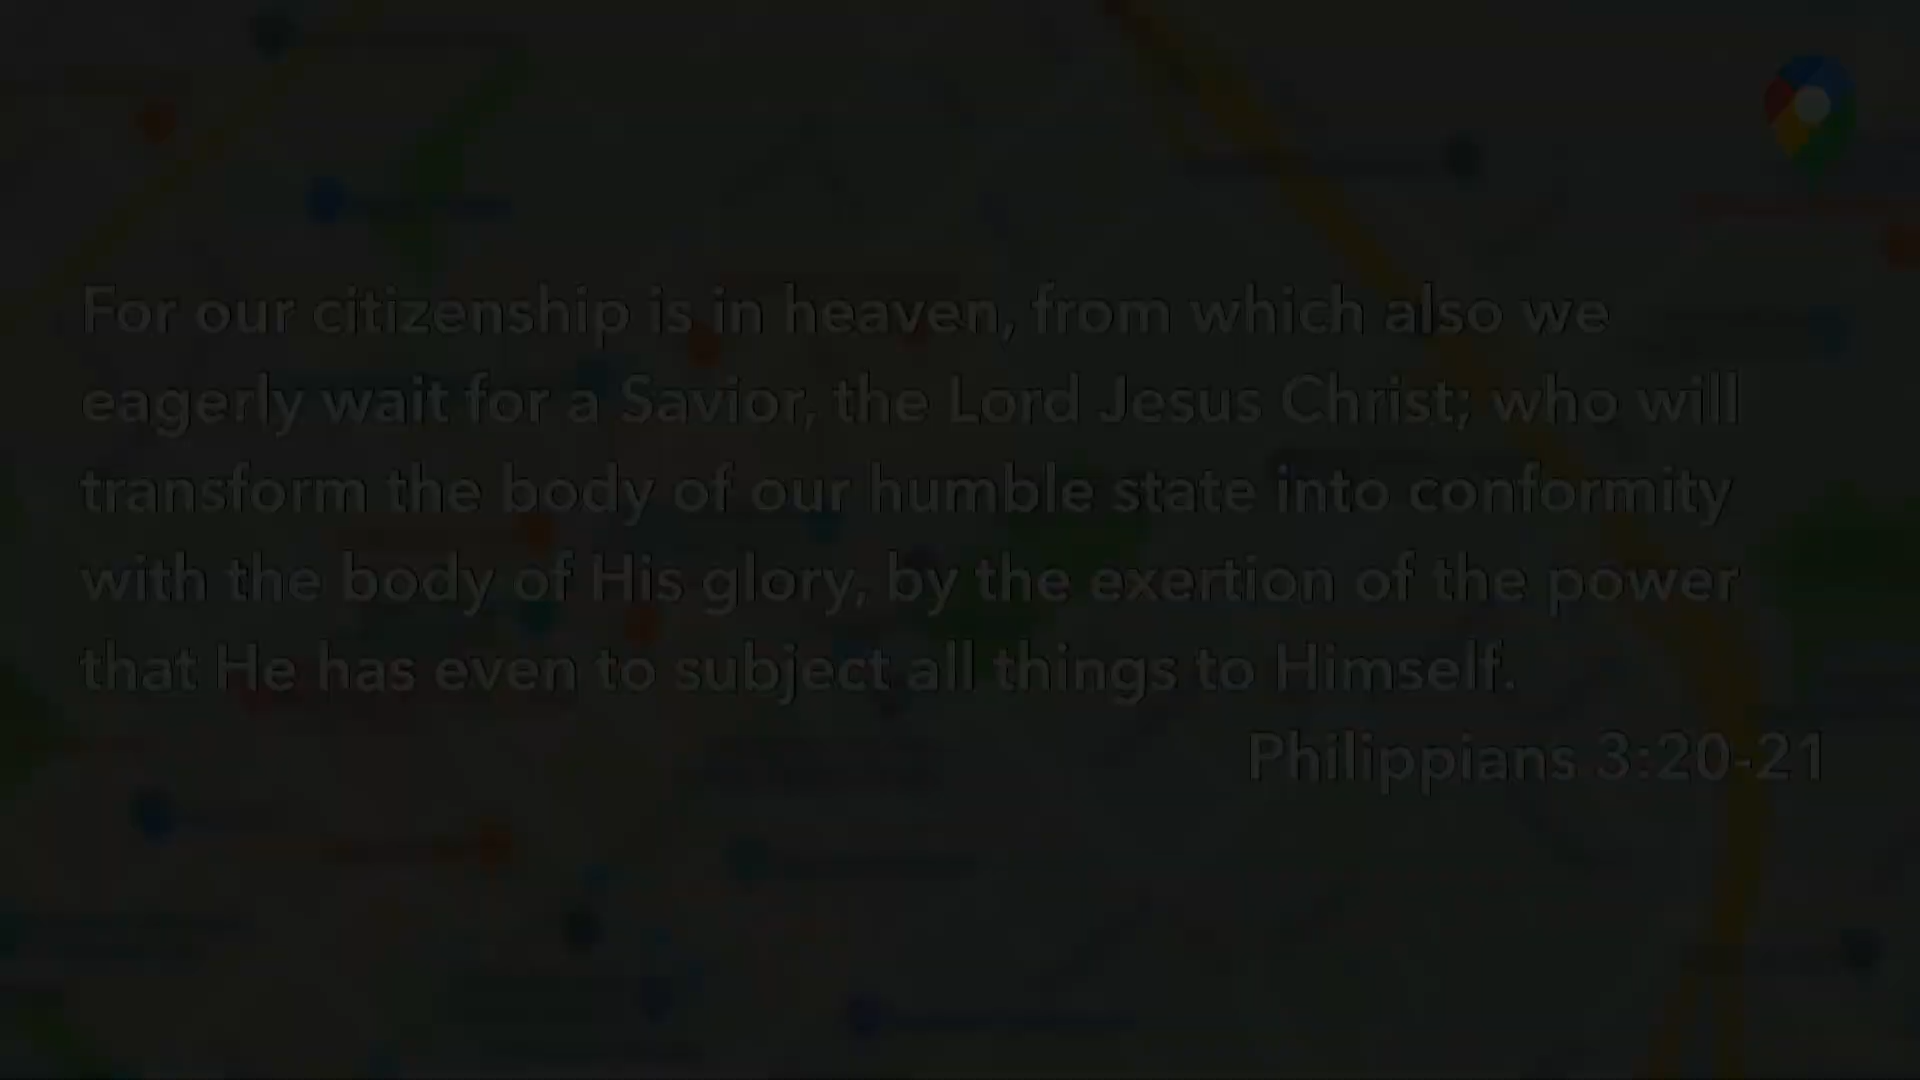 For our citizenship is in heaven, from which also we
eagerly wait for a Savior, the Lord Jesus Christ; who will
transform the body of our humble state into conformity
with the body of His glory, by the exertion of the power
that He has even to subject all things to Himself.
Philippians 3:20-21